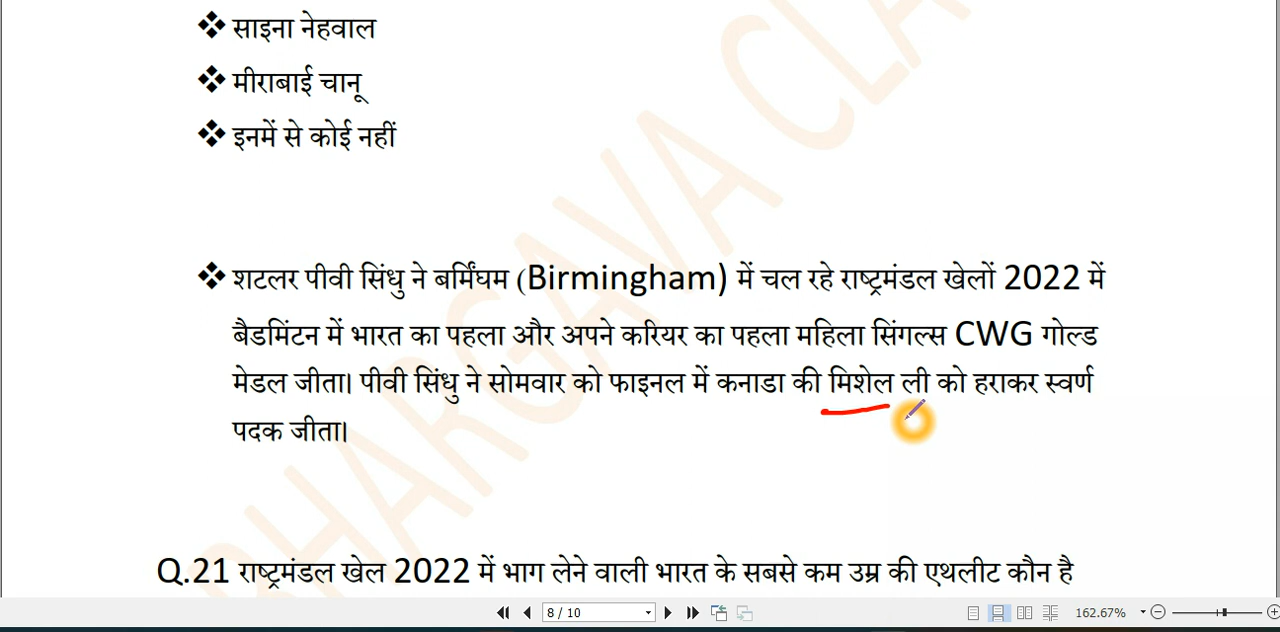 ❖ साइना नेहवाल
❖ मीराबाई चानू
❖ इनमें से कोई नहीं
❖ शटलर पीवी सिंधु ने बर्मिंघम (Birmingham) में चल रहे राष्ट्रमंडल खेलों 2022 में
बैडमिंटन में भारत का पहला और अपने करियर का पहला महिला सिंगल्स CWG गोल्ड
मेडल जीता। पीवी सिंधु ने सोमवार को फाइनल में कनाडा की मिशेल ली को हराकर स्वर्ण
पदक जीता।
Q.21 राष्ट्रमंडल खेल 2022 में भाग लेने वाली भारत के सबसे कम उम्र की एथलीट कौन है
8 / 10
162.67%